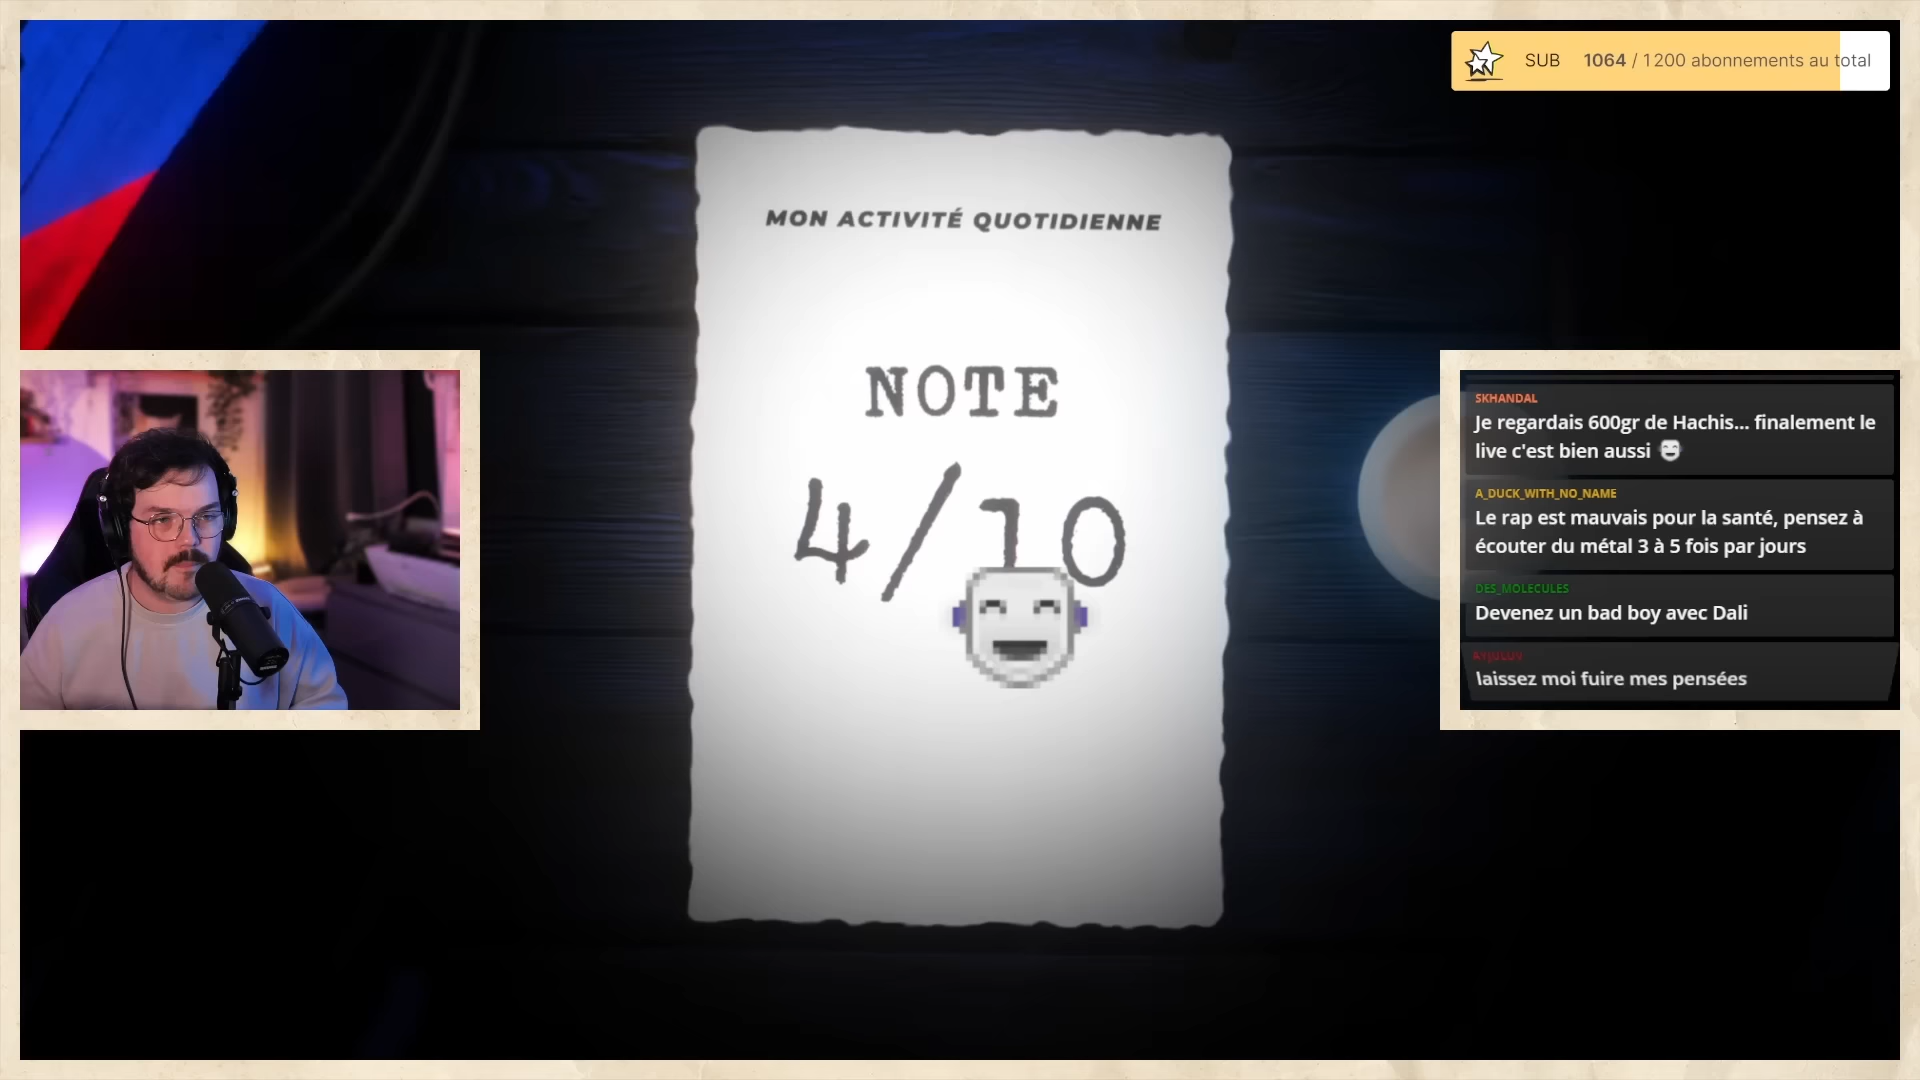 SUB 1064 / 1200 abonnements au total
MON ACTIVITÉ QUOTIDIENNE
NOTE
4/10
SKHANDAL
Je regardais 600gr de Hachis... finalement le
live c'est bien aussi
A_DUCK_WITH_NO_NAME
Le rap est mauvais pour la santé, pensez à
écouter du métal 3 à 5 fois par jours
DES_MOLECULES
Devenez un bad boy avec Dali
laissez moi fuire mes pensées